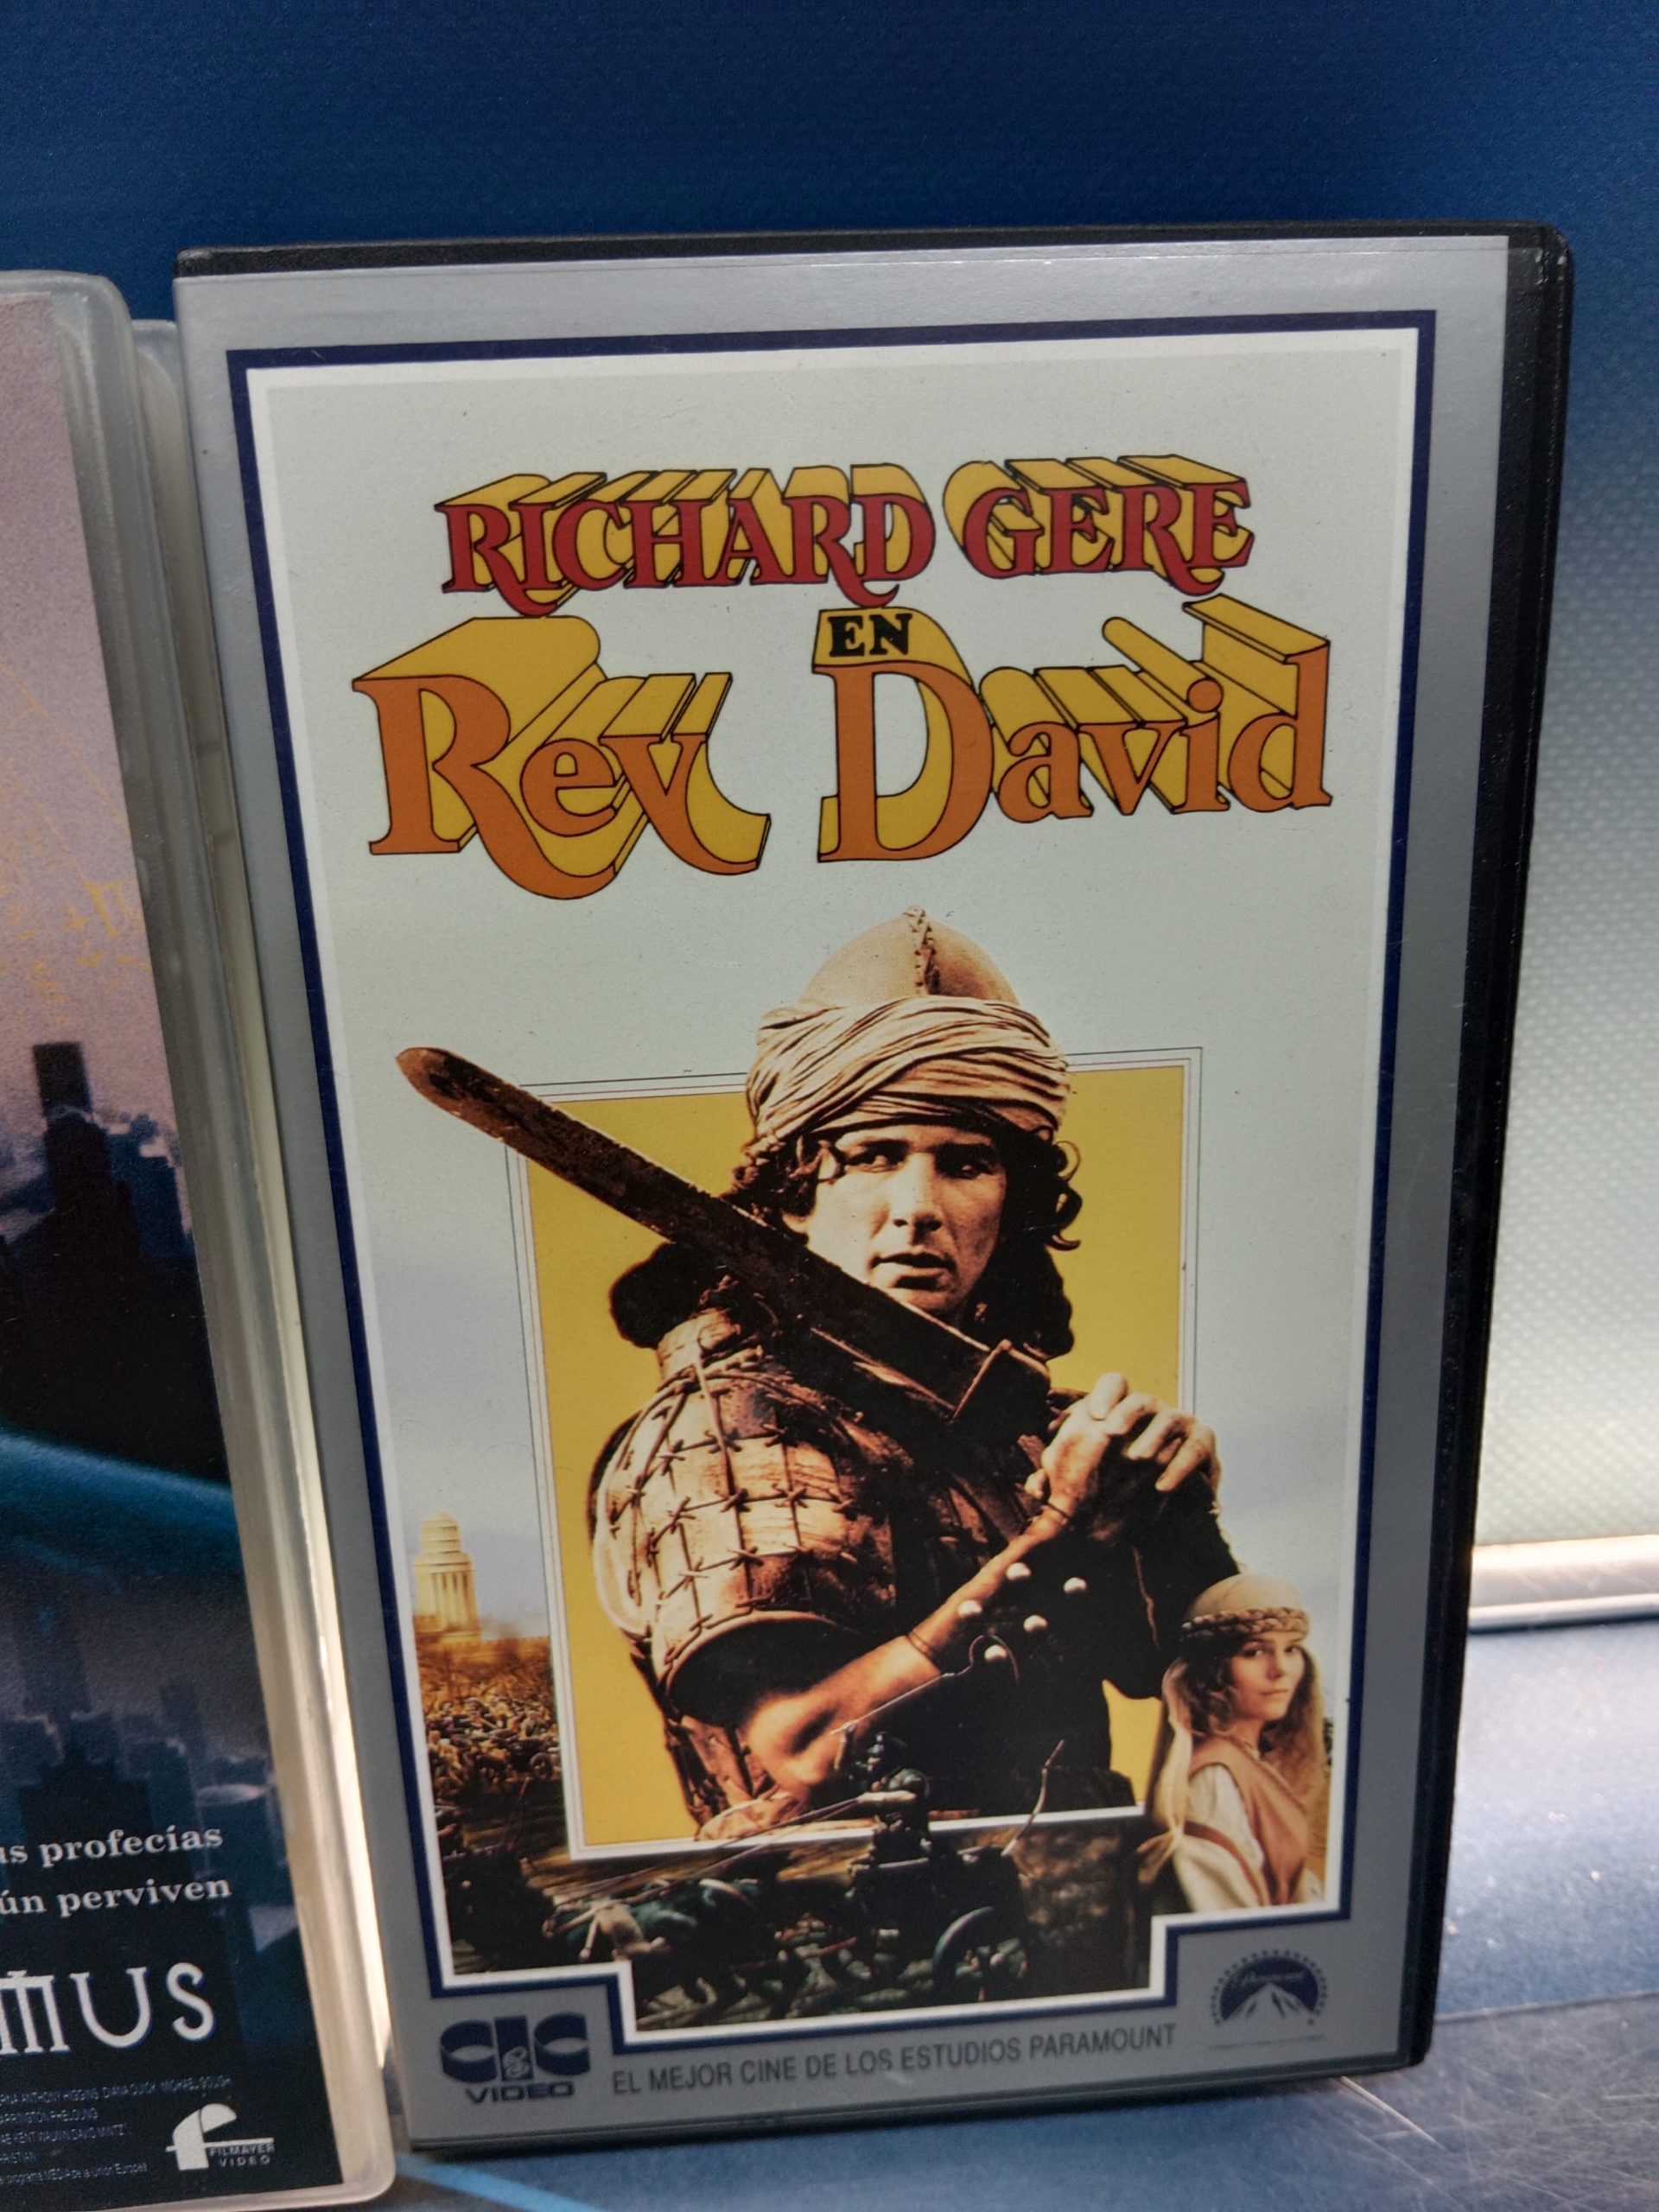 RICHARD GERE
EN
Rey David
CIC
VIDEO
EL MEJOR CINE DE LOS ESTUDIOS PARAMOUNT
Paramount
us profecías
ún perviven
MUS
FILMAYER
VIDEO